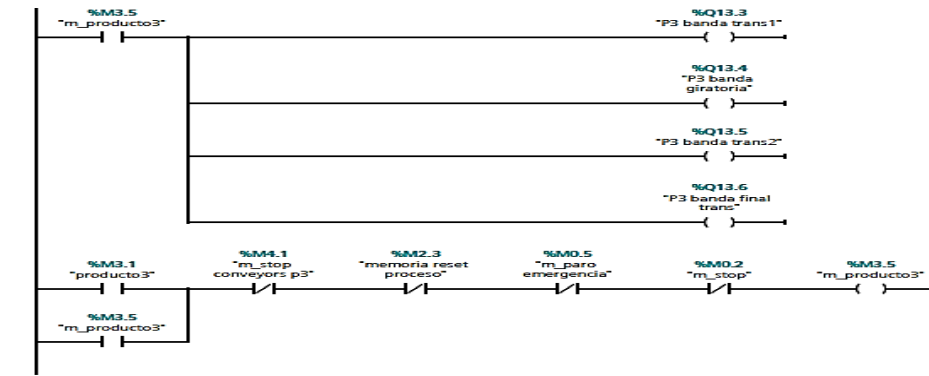 %M3.5
"m_producto3"
%Q13.3
"P3 banda trans1"
%Q13.4
"P3 banda
giratoria"
%Q13.5
"P3 banda trans2"
%Q13.6
"P3 banda final
trans"
%M3.1
"producto3"
%M4.1
"m_stop
conveyors p3"
%M2.3
"memoria reset
proceso"
%M0.5
"m_paro
emergencia"
%M0.2
"m_stop"
%M3.5
"m_producto3"
%M3.5
"m_producto3"